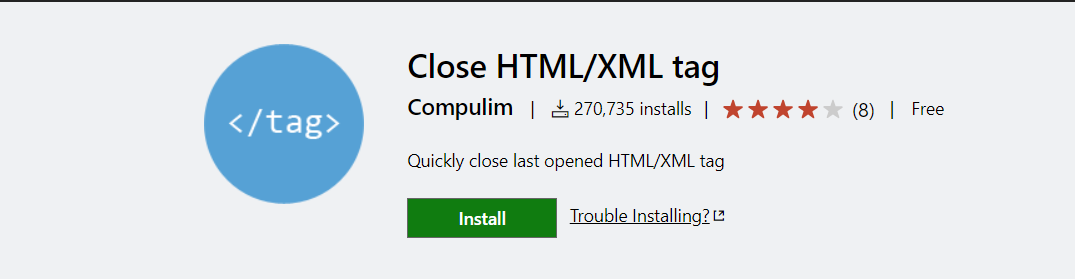 </tag>
Close HTML/XML tag
Compulim | 270,735 installs | (8) | Free
Quickly close last opened HTML/XML tag
Install Trouble Installing?